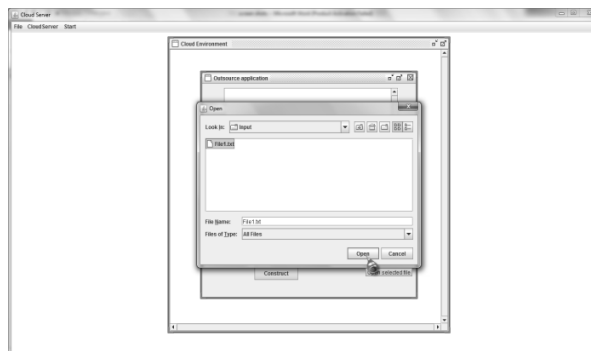 Cloud Server
File CloudServer Start
Cloud Environment
Outsource application
Open
Look In: Input
File1.txt
File Name: File1.txt
Files of Type: All Files
Open Cancel
selected file
Construct